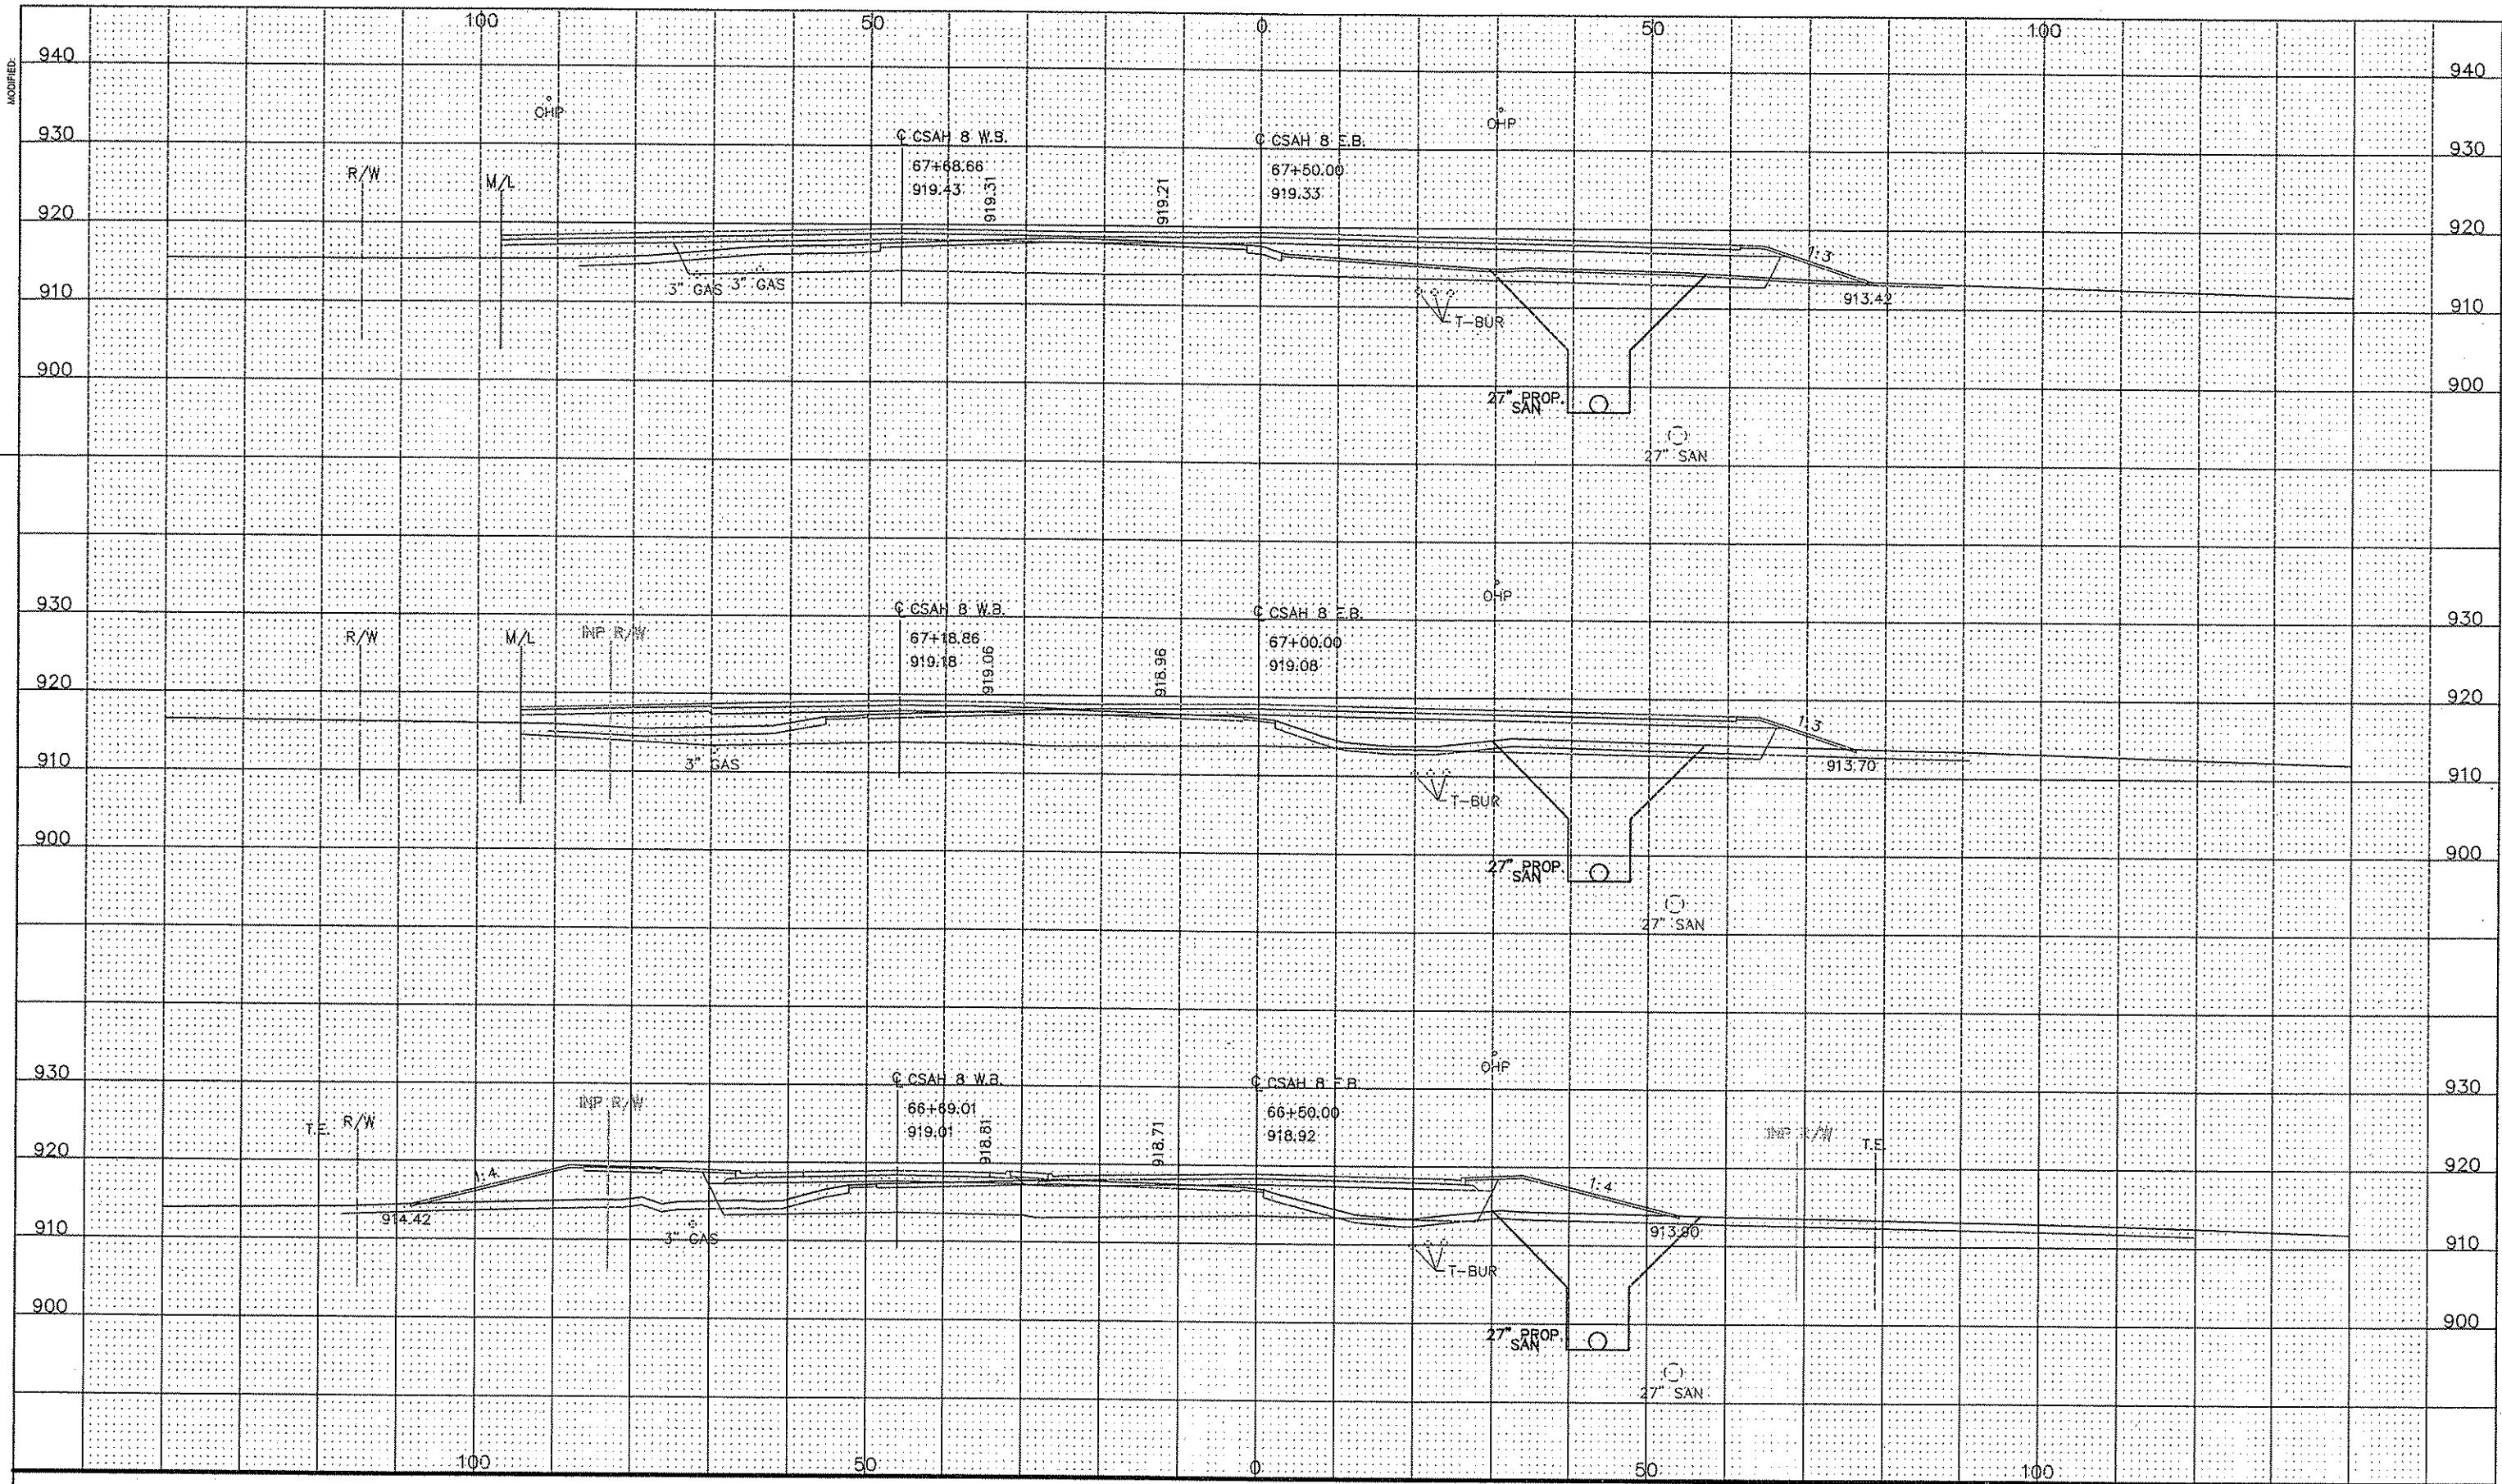 100 50 0 50 100
MODIFIED:
940 940
OHP OHP
930 930
℄ CSAH 8 W.B. ℄ CSAH 8 E.B.
R/W M/L 67+68.66 67+50.00
919.43 919.31 919.21 919.33
920 920
1:3
3" GAS 3" GAS
910 913.42 910
T-BUR
900 900
27" PROP.
SAN
27" SAN
OHP
930 930
℄ CSAH 8 W.B. ℄ CSAH 8 E.B.
R/W M/L INP R/W 67+18.86 67+00.00
919.18 919.06 918.96 919.08
920 920
1:3
3" GAS 913.70
910 910
T-BUR
900 900
27" PROP.
SAN
27" SAN
OHP
930 930
℄ CSAH 8 W.B. ℄ CSAH 8 E.B.
INP R/W 66+69.01 66+50.00
T.E. R/W 919.01 918.81 918.71 918.92 INP R/W T.E.
920 920
1:4 1:4
914.42 913.90
910 3" GAS 910
T-BUR
900 900
27" PROP.
SAN
27" SAN
100 50 0 50 100